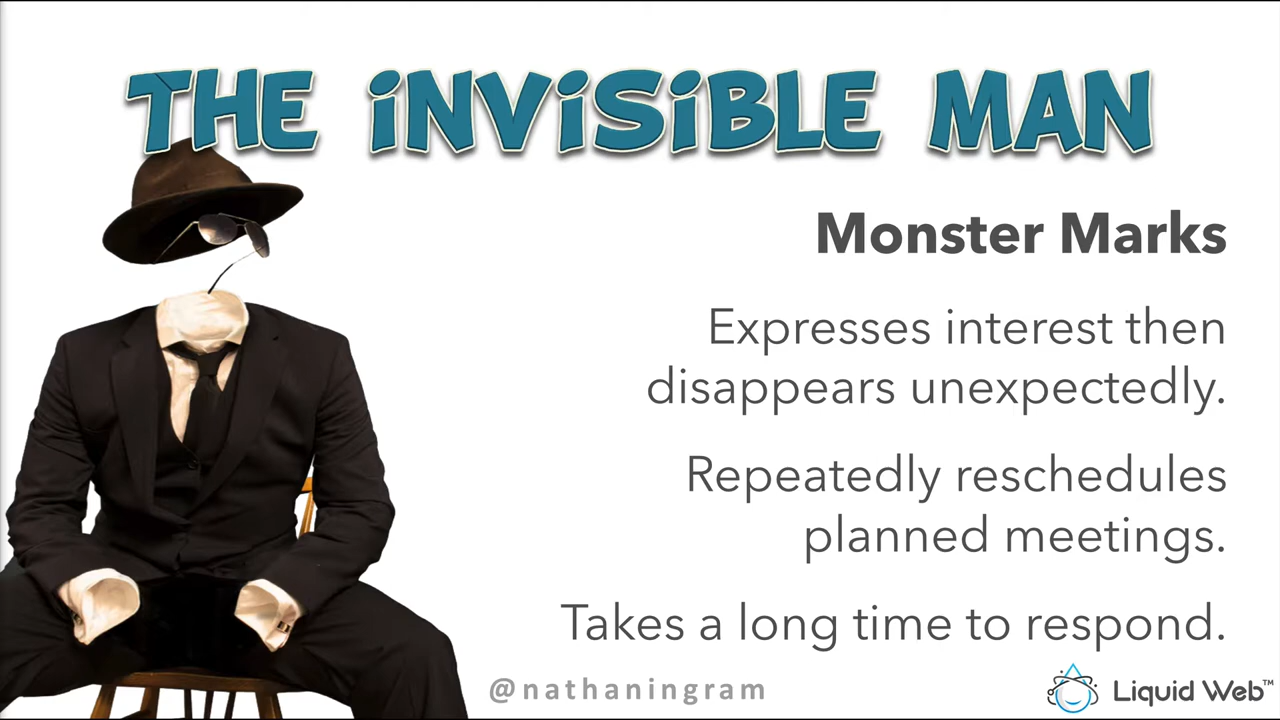 THE iNViSiBLE MAN
Monster Marks
Expresses interest then
disappears unexpectedly.
Repeatedly reschedules
planned meetings.
Takes a long time to respond.
@nathaningram
Liquid Web™